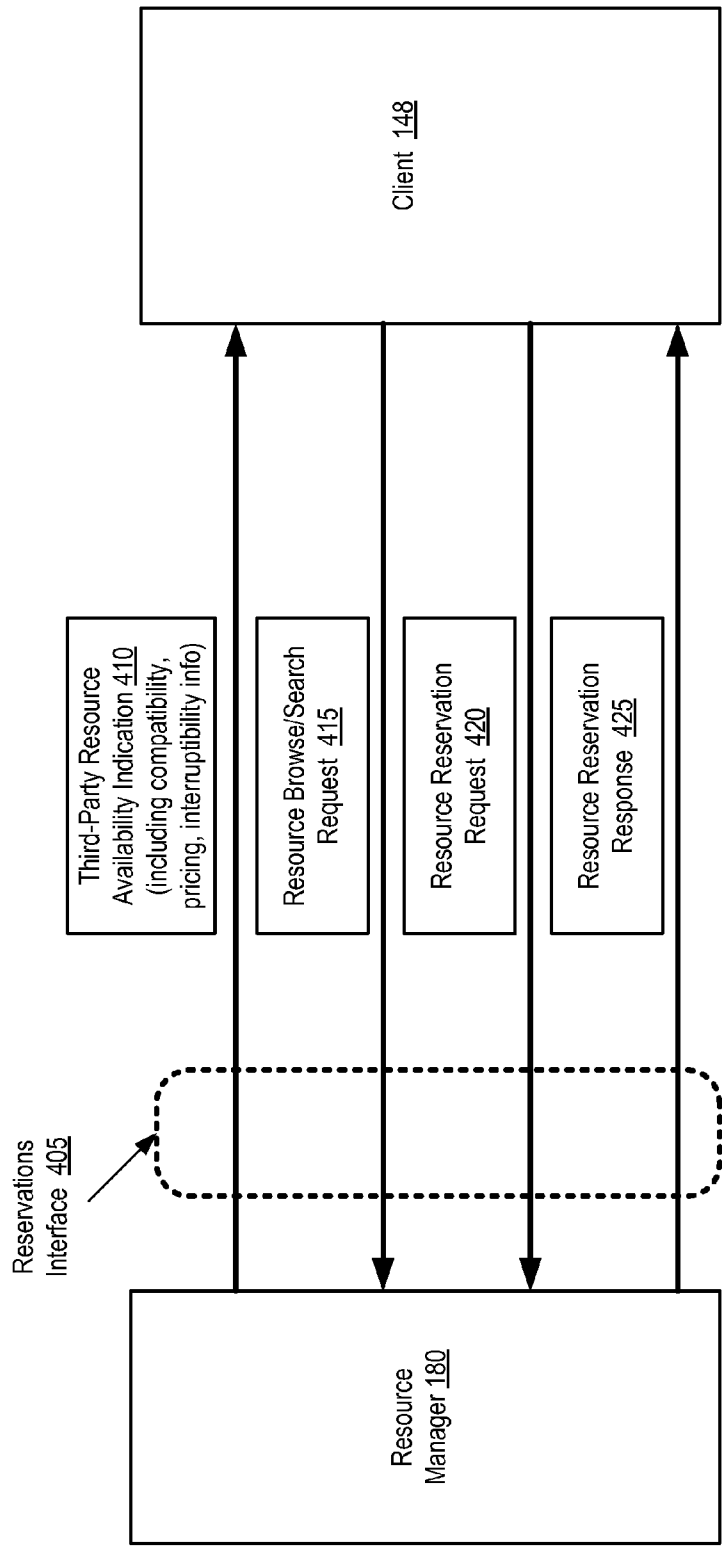 Reservations
Interface 405
Third-Party Resource
Availability Indication 410
(including compatibility,
pricing, interruptibility info)
Resource Browse/Search
Request 415
Resource Reservation
Request 420
Resource Reservation
Response 425
Resource
Manager 180
Client 148